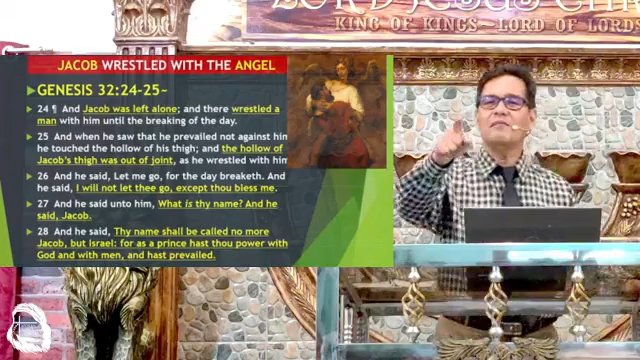 LORD JESUS CHRIST
KING OF KINGS~LORD OF LORDS
JACOB WRESTLED WITH THE ANGEL
GENESIS 32:24-25~
24 ¶ And Jacob was left alone; and there wrestled a
man with him until the breaking of the day.
25 And when he saw that he prevailed not against him
he touched the hollow of his thigh; and the hollow of
Jacob's thigh was out of joint, as he wrestled with him
26 And he said, Let me go, for the day breaketh. And
he said, I will not let thee go, except thou bless me.
27 And he said unto him, What is thy name? And he
said, Jacob.
28 And he said, Thy name shall be called no more
Jacob, but Israel: for as a prince hast thou power with
God and with men, and hast prevailed.